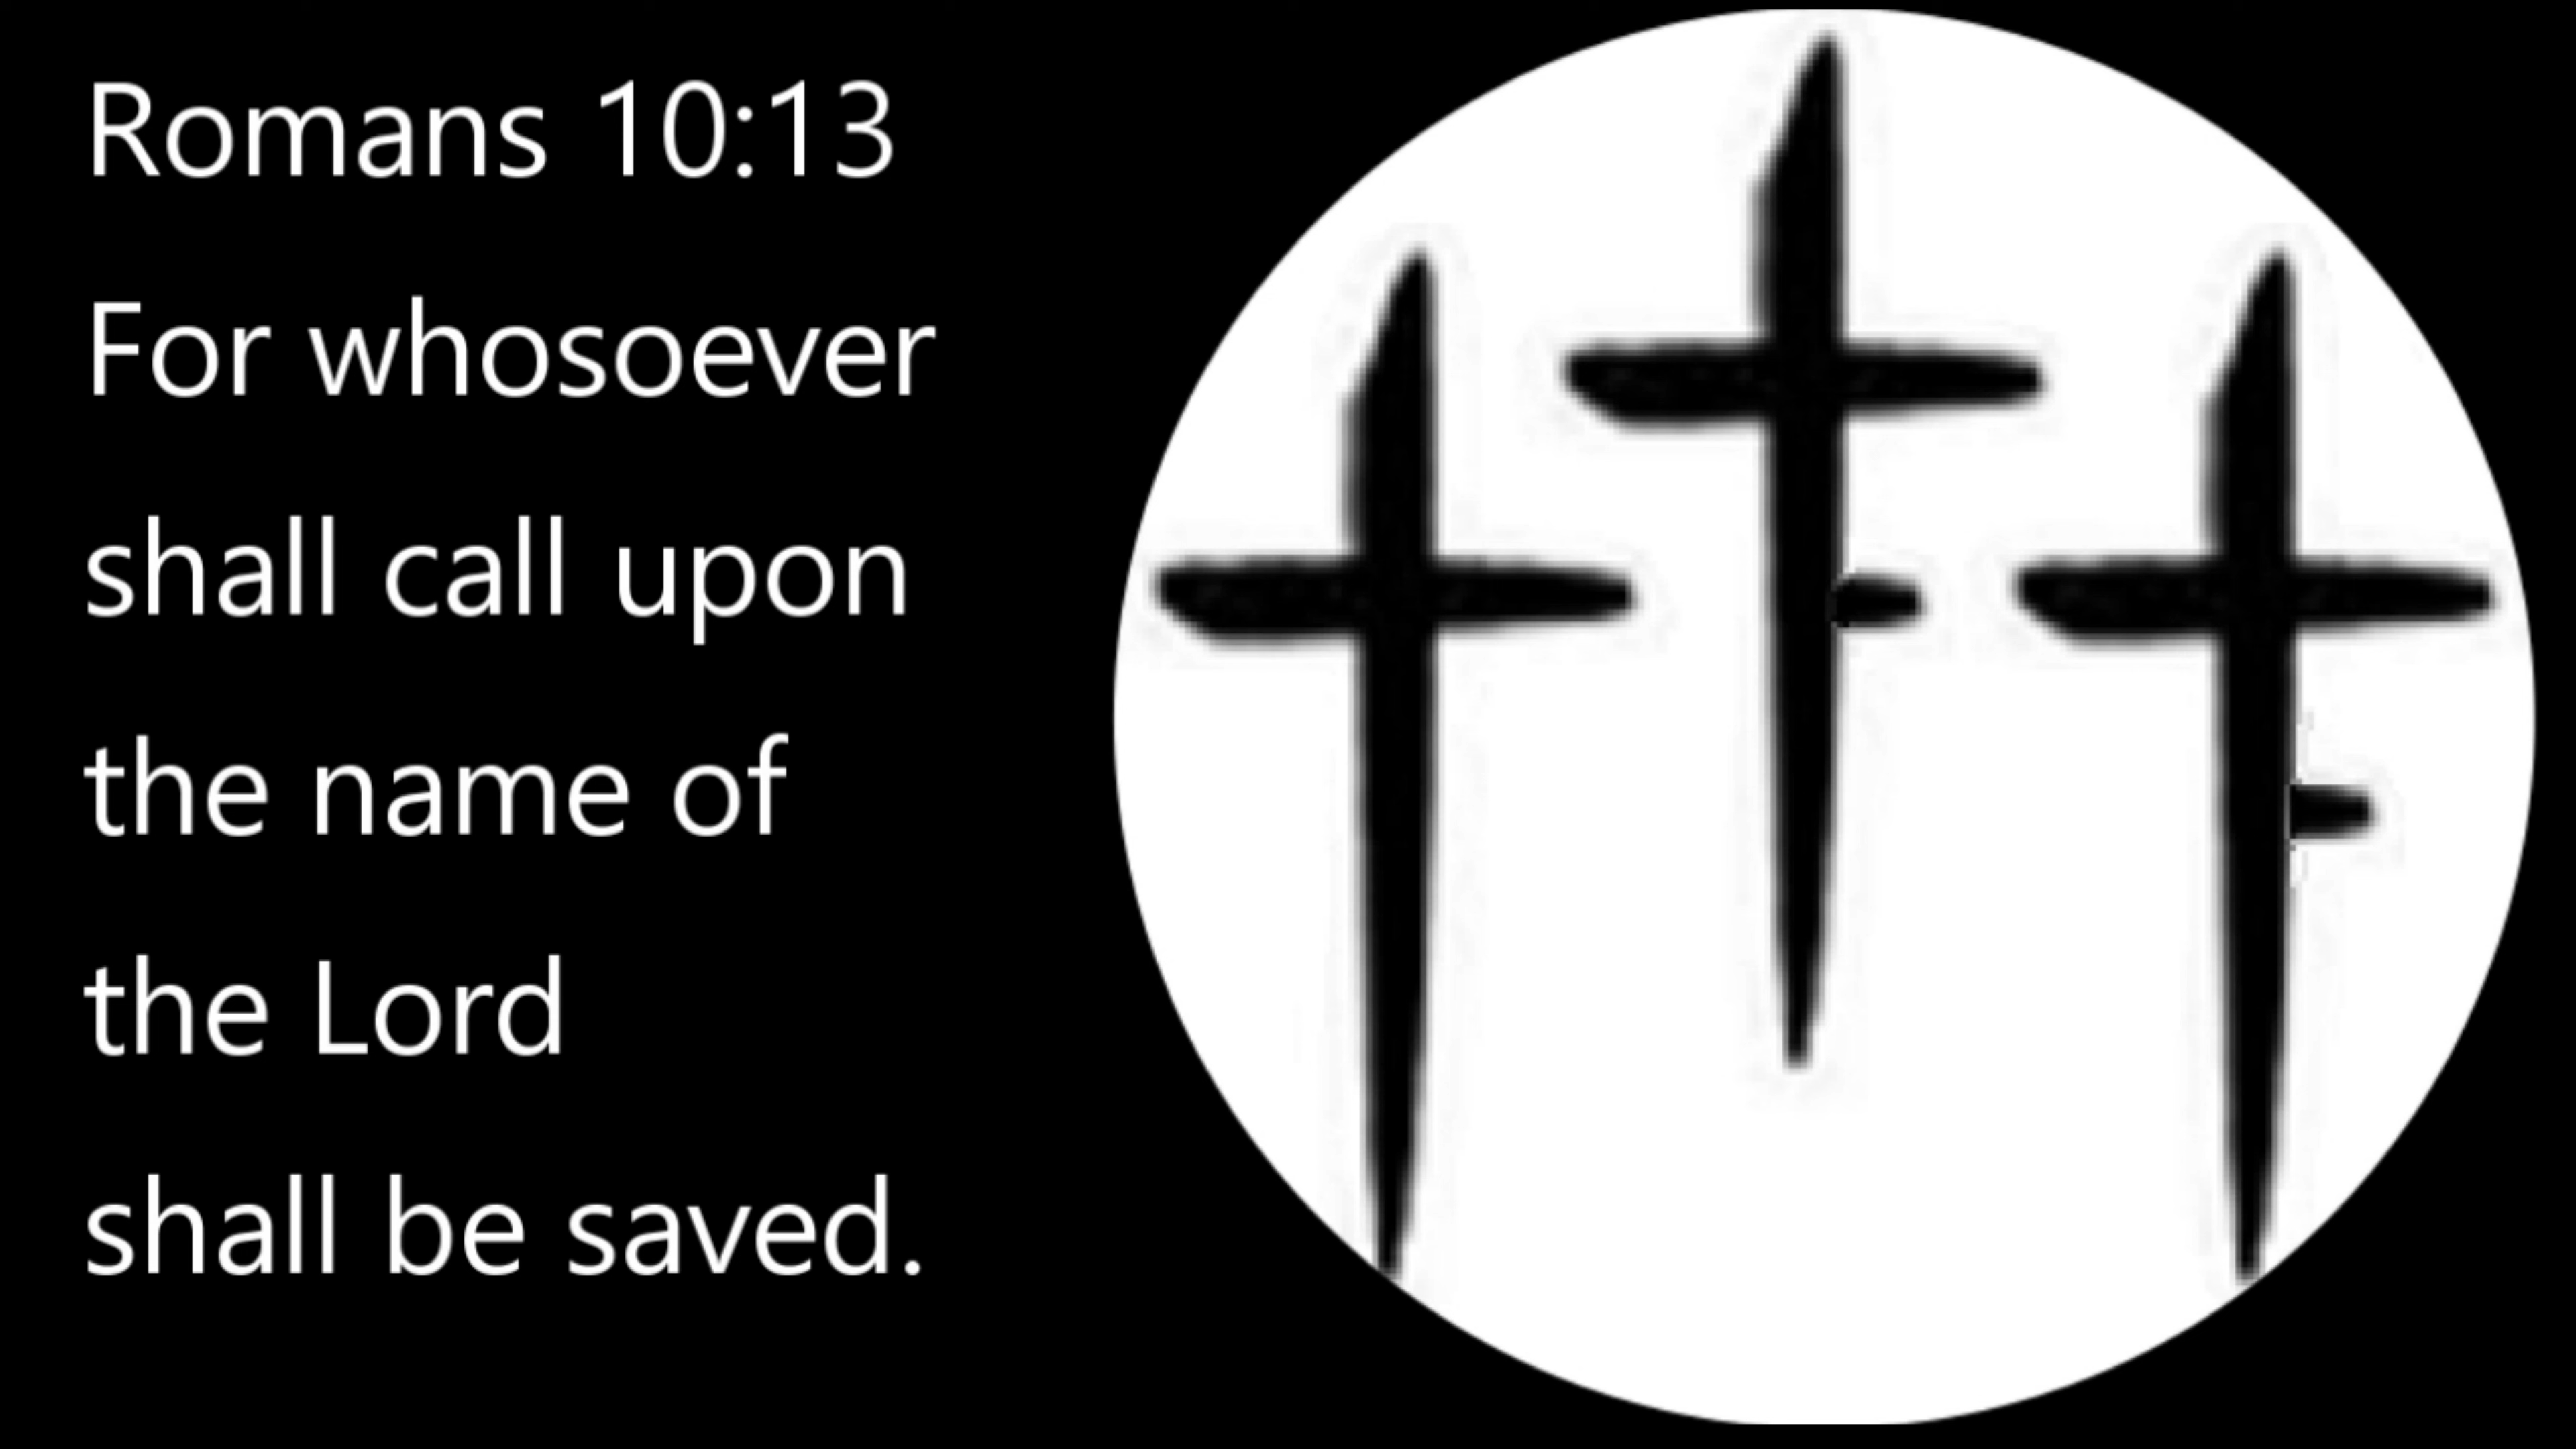 Romans 10:13
For whosoever
shall call upon
the name of
the Lord
shall be saved.